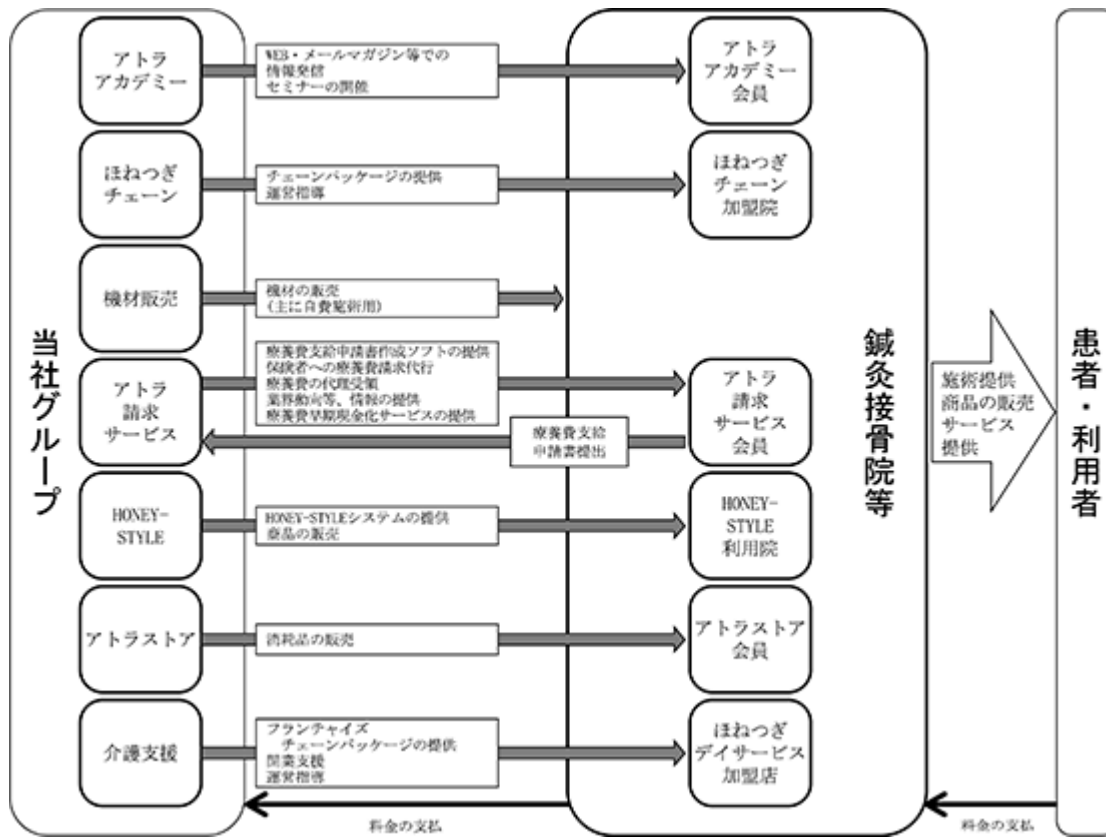 当社グループ
アトラ
アカデミー
WEB・メールマガジン等での
情報発信
セミナーの開催
アトラ
アカデミー
会員
ほねつぎ
チェーン
チェーンパッケージの提供
運営指導
ほねつぎ
チェーン
加盟院
機材販売
機材の販売
(主に自費施術用)
アトラ
請求
サービス
療養費支給申請書作成ソフトの提供
保険者への療養費請求代行
療養費の代理受領
業界動向等、情報の提供
療養費早期現金化サービスの提供
療養費支給
申請書提出
アトラ
請求
サービス
会員
HONEY-
STYLE
HONEY-STYLEシステムの提供
商品の販売
HONEY-
STYLE
利用院
アトラストア
消耗品の販売
アトラストア
会員
介護支援
フランチャイズ
チェーンパッケージの提供
開業支援
運営指導
ほねつぎ
デイサービス
加盟店
鍼灸接骨院等
施術提供
商品の販売
サービス
提供
患者・利用者
料金の支払
料金の支払